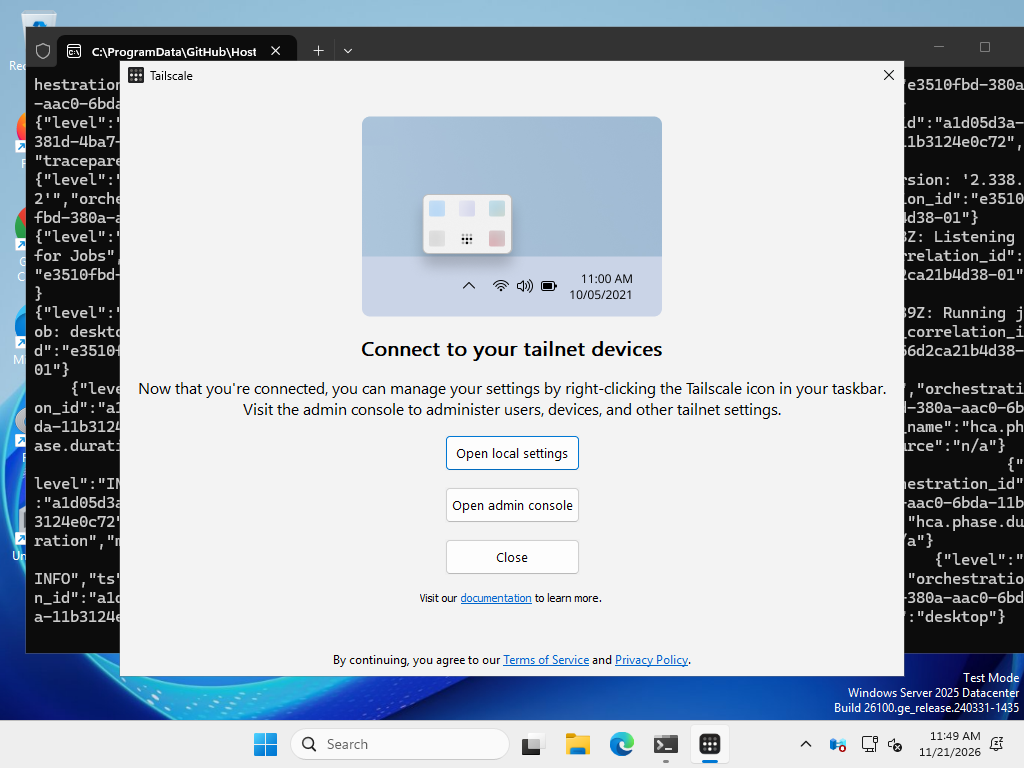 C:\ProgramData\GitHub\Host
Tailscale
11:00 AM
10/05/2021
Connect to your tailnet devices
Now that you're connected, you can manage your settings by right-clicking the Tailscale icon in your taskbar.
Visit the admin console to administer users, devices, and other tailnet settings.
Open local settings
Open admin console
Close
Visit our documentation to learn more.
By continuing, you agree to our Terms of Service and Privacy Policy.
hestration
-aac0-6bda
{"level":"
381d-4ba7-
"tracepare
{"level":"
2'","orche
fbd-380a-a
{"level":"
for Jobs",
"e3510fbd-
}
{"level":"
ob: deskto
d":"e3510f
01"}
{"leve
on_id":"a1
da-11b3124
ase.durati
level":"IN
:"a1d05d3a
3124e0c72"
ration","m
INFO","ts"
n_id":"a1d
a-11b3124e
"e3510fbd-380a
id":"a1d05d3a-
11b3124e0c72",
rsion: '2.338.
_id":"e3510
4d38-01"}
Z: Listening
rrelation_id":
2ca21b4d38-01"
39Z: Running j
_correlation_i
66d2ca21b4d38-
","orchestrati
-380a-aac0-6b
_name":"hca.ph
urce":"n/a"}
{"
hestration_id"
-aac0-6bda-11b
"hca.phase.du
/a"}
{"level":"
"orchestratio
-380a-aac0-6bd
":"desktop"}
Test Mode
Windows Server 2025 Datacenter
Build 26100.ge_release.240331-1435
Search
11:49 AM
11/21/2026